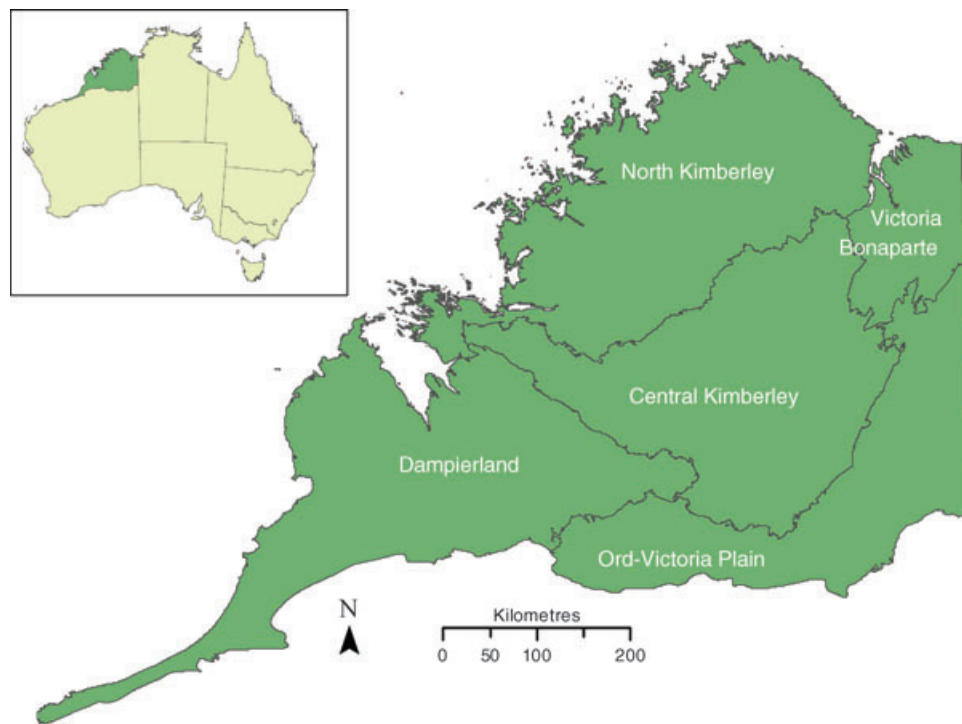 North Kimberley
Victoria
Bonaparte
Central Kimberley
Dampierland
Ord-Victoria Plain
N
Kilometres
0 50 100 200